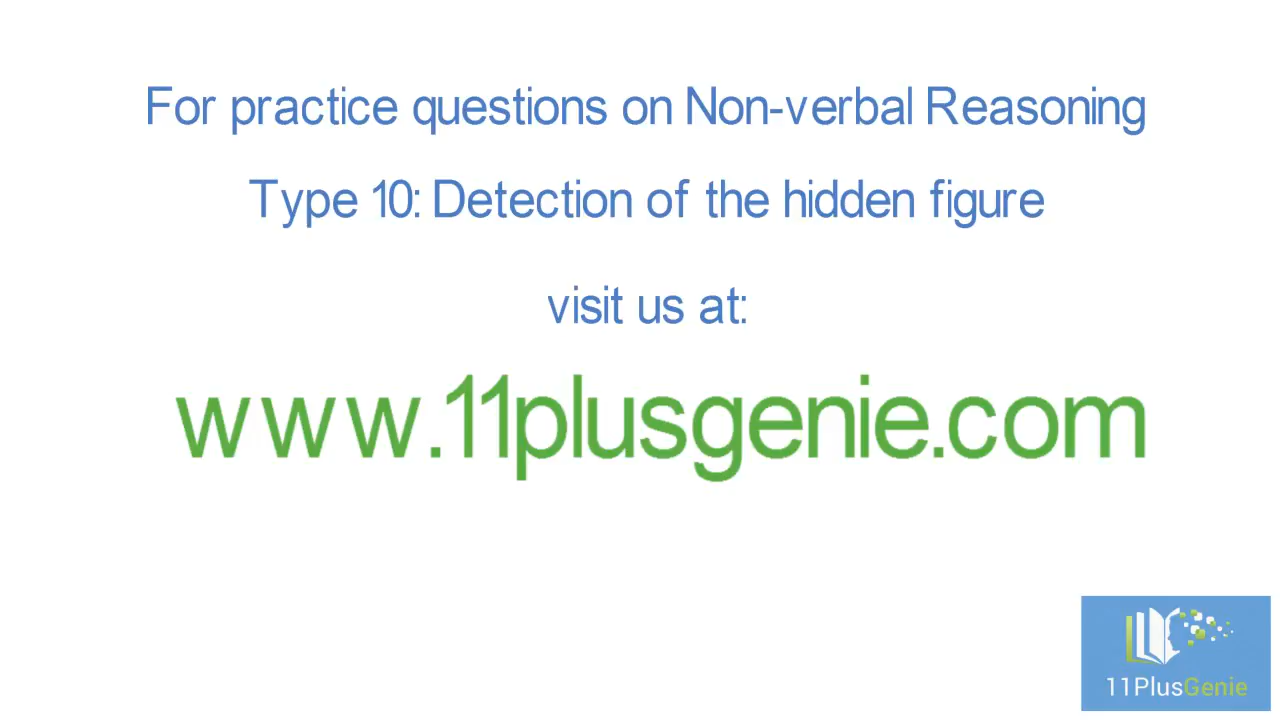 For practice questions on Non-verbal Reasoning
Type 10: Detection of the hidden figure
visit us at:
www.11plusgenie.com
11PlusGenie